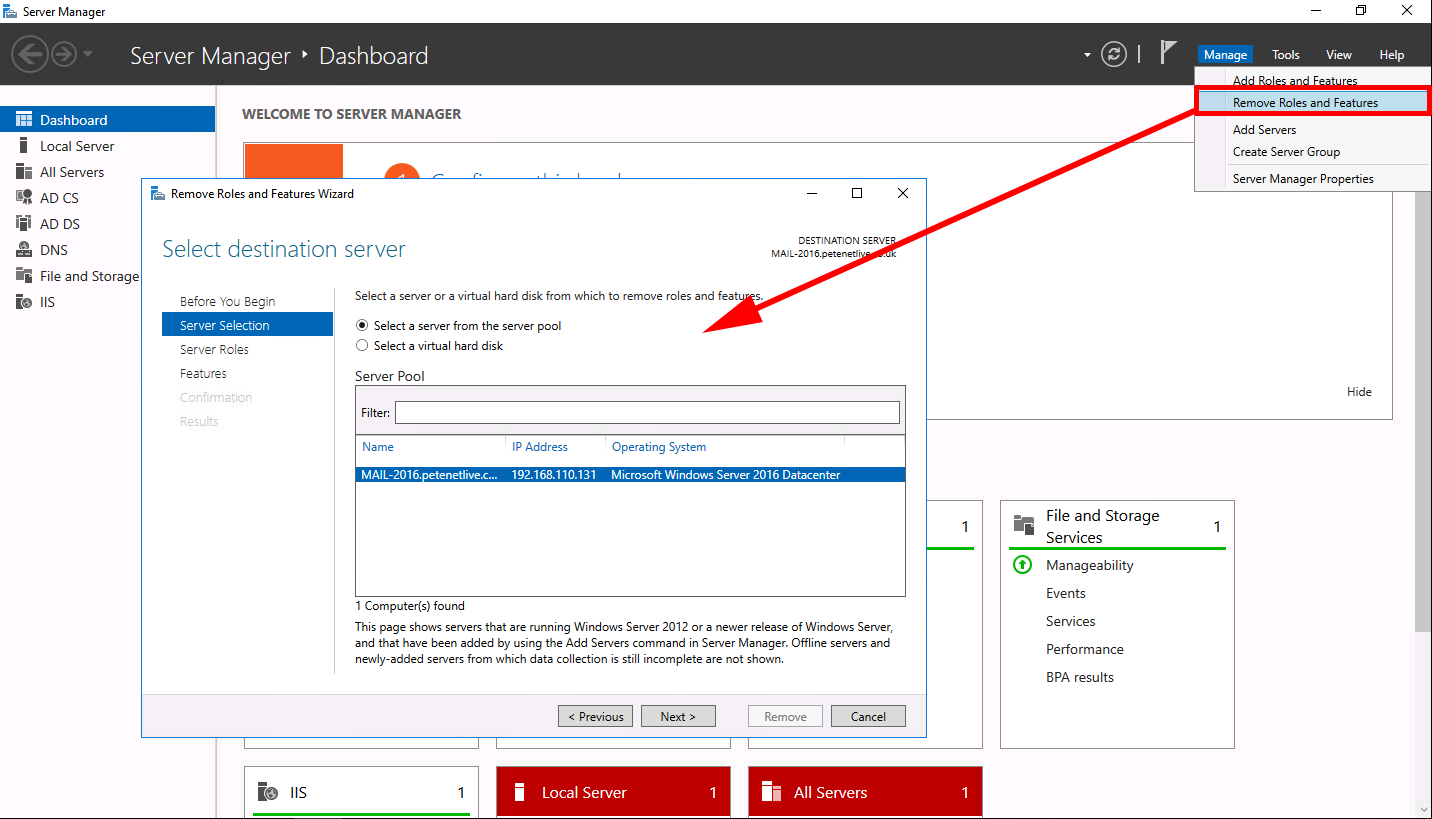 Server Manager
Server Manager ‣ Dashboard
Manage
Tools
View
Help
Add Roles and Features
Remove Roles and Features
Add Servers
Create Server Group
Server Manager Properties
Dashboard
Local Server
All Servers
AD CS
AD DS
DNS
File and Storage
IIS
WELCOME TO SERVER MANAGER
1
Hide
Remove Roles and Features Wizard
Select destination server
DESTINATION SERVER
MAIL-2016.petenetlive.co.uk
Before You Begin
Server Selection
Server Roles
Features
Confirmation
Results
Select a server or a virtual hard disk from which to remove roles and features.
Select a server from the server pool
Select a virtual hard disk
Server Pool
Filter:
Name IP Address Operating System
MAIL-2016.petenetlive.c... 192.168.110.131 Microsoft Windows Server 2016 Datacenter
1 Computer(s) found
This page shows servers that are running Windows Server 2012 or a newer release of Windows Server,
and that have been added by using the Add Servers command in Server Manager. Offline servers and
newly-added servers from which data collection is still incomplete are not shown.
< Previous
Next >
Remove
Cancel
1
File and Storage
Services
1
Manageability
Events
Services
Performance
BPA results
IIS 1
Local Server 1
All Servers 1